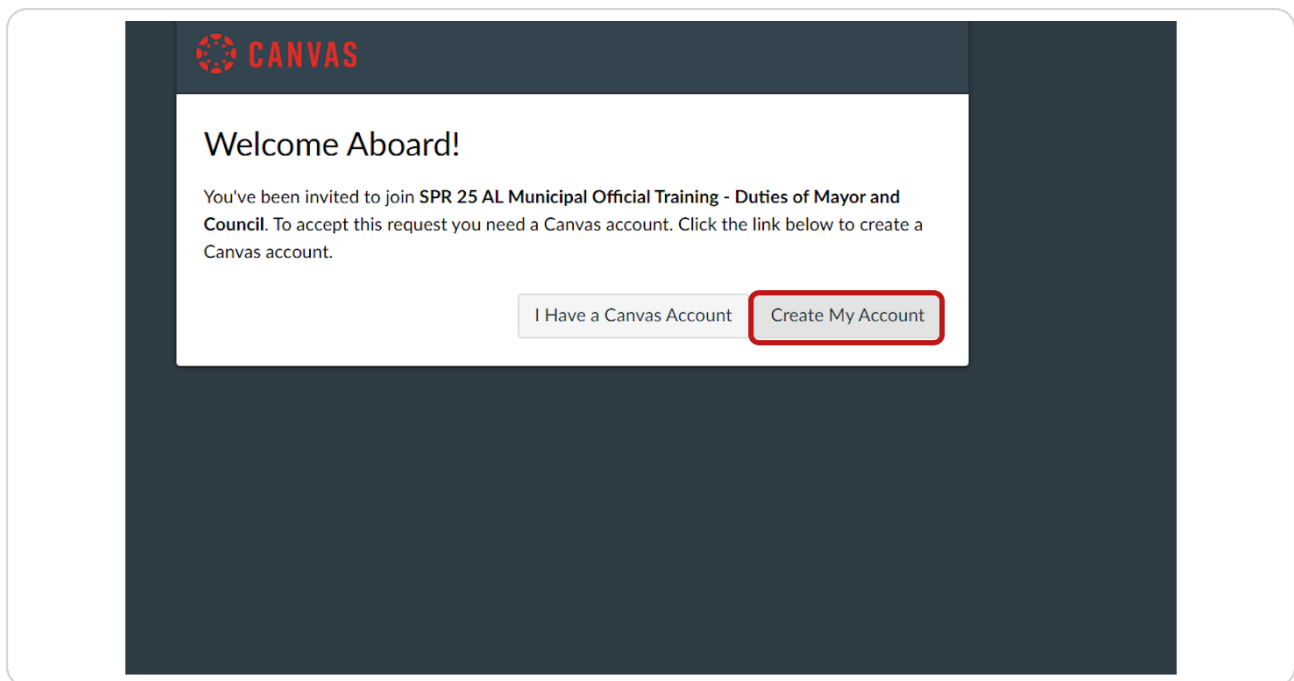 CANVAS
Welcome Aboard!
You've been invited to join SPR 25 AL Municipal Official Training - Duties of Mayor and
Council. To accept this request you need a Canvas account. Click the link below to create a
Canvas account.
I Have a Canvas Account Create My Account